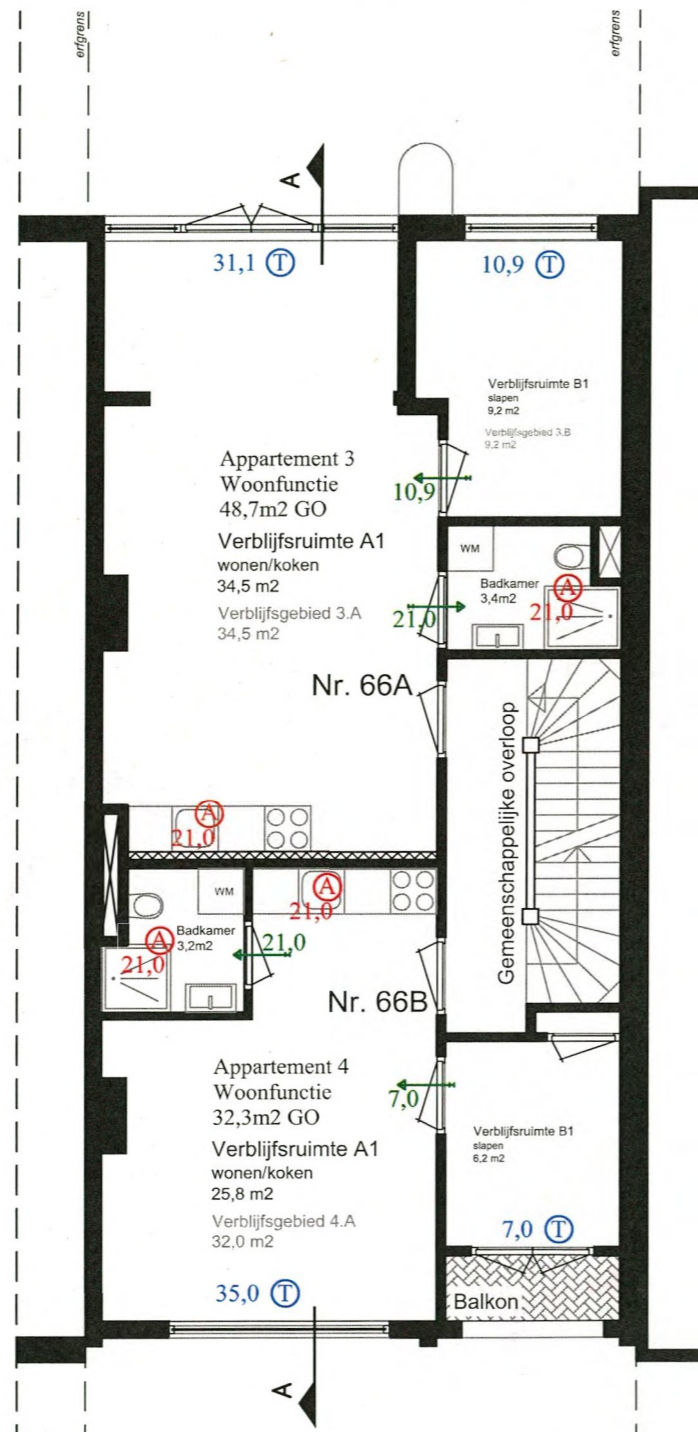 erfgrens
erfgrens
A
31,1 T
10,9 T
Verblijfsruimte B1
slapen
9,2 m2
Verblijfsgebied 3.B
9,2 m2
Appartement 3
Woonfunctie
48,7m2 GO
Verblijfsruimte A1
wonen/koken
34,5 m2
Verblijfsgebied 3.A
34,5 m2
10,9
WM
Badkamer
3,4m2
A
21,0
21,0
Nr. 66A
Gemeenschappelijke overloop
A
21,0
A
21,0
WM
Badkamer
3,2m2
A
21,0
21,0
Nr. 66B
Appartement 4
Woonfunctie
32,3m2 GO
Verblijfsruimte A1
wonen/koken
25,8 m2
Verblijfsgebied 4.A
32,0 m2
7,0
Verblijfsruimte B1
slapen
6,2 m2
7,0 T
35,0 T
Balkon
A